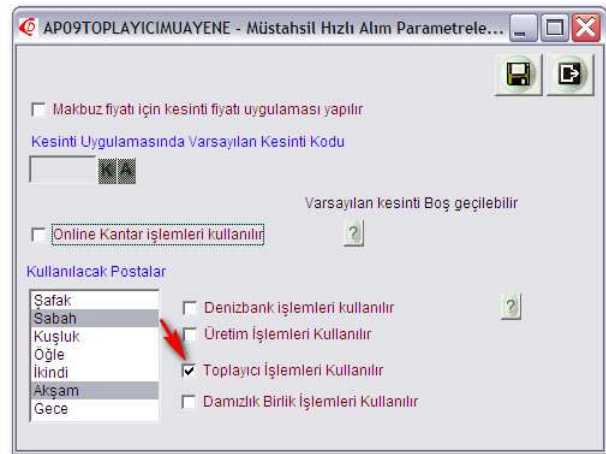 AP09TOPLAYICIMUAYENE - Müstahsil Hızlı Alım Parametrele...
Makbuz fiyatı için kesinti fiyatı uygulaması yapılır
Kesinti Uygulamasında Varsayılan Kesinti Kodu
K A
Varsayılan kesinti Boş geçilebilir
Online Kantar işlemleri kullanılır
?
Kullanılacak Postalar
Şafak
Sabah
Kuşluk
Öğle
İkindi
Akşam
Gece
Denizbank işlemleri kullanılır
?
Üretim İşlemleri Kullanılır
Toplayıcı İşlemleri Kullanılır
Damızlık Birlik İşlemleri Kullanılır